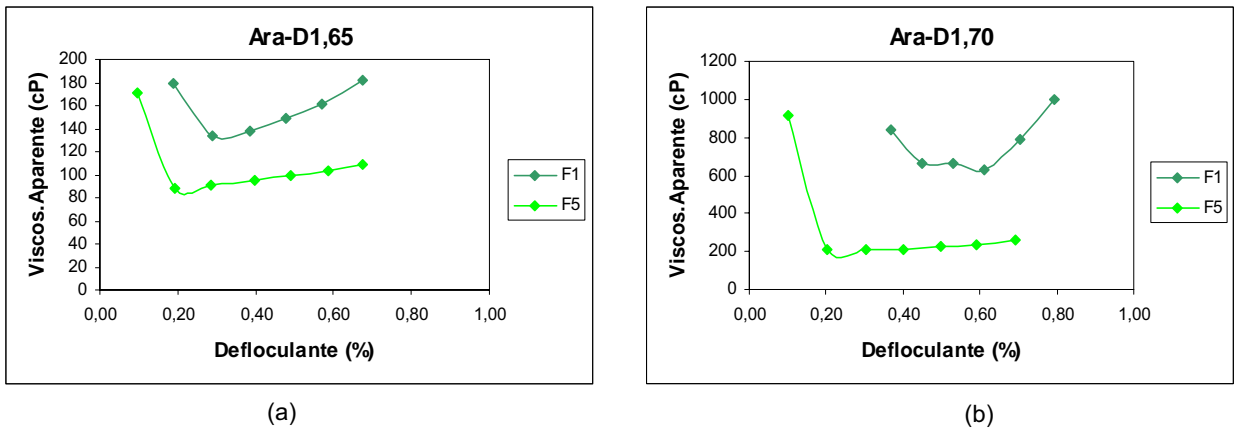 Ara-D1,65
Viscos.Aparente (cP)
200
180
160
140
120
100
80
60
40
20
0
0,00 0,20 0,40 0,60 0,80 1,00
Defloculante (%)
F1
F5
(a)
Ara-D1,70
Viscos.Aparente (cP)
1200
1000
800
600
400
200
0
0,00 0,20 0,40 0,60 0,80 1,00
Defloculante (%)
F1
F5
(b)